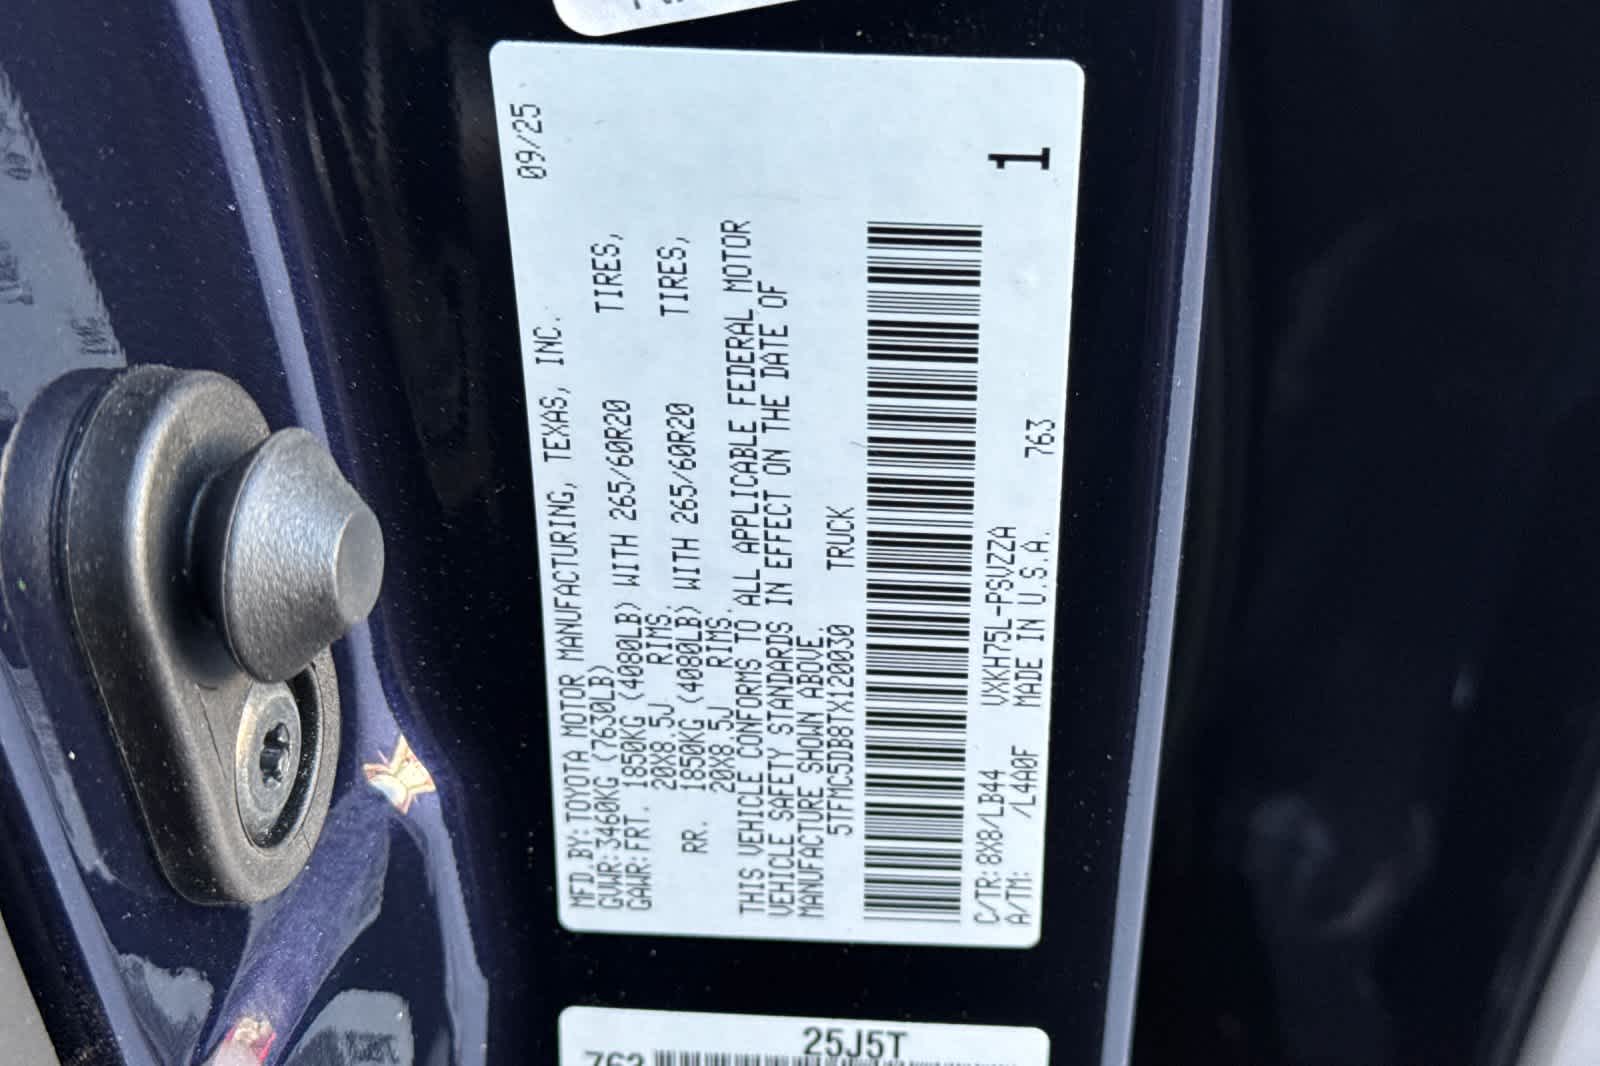 09/25
MFD.BY:TOYOTA MOTOR MANUFACTURING, TEXAS, INC.
GVWR:3460KG (7630LB)
GAWR:FRT. 1850KG (4080LB) WITH 265/60R20 TIRES,
20X8.5J RIMS.
RR. 1850KG (4080LB) WITH 265/60R20 TIRES,
20X8.5J RIMS.
THIS VEHICLE CONFORMS TO ALL APPLICABLE FEDERAL MOTOR
VEHICLE SAFETY STANDARDS IN EFFECT ON THE DATE OF
MANUFACTURE SHOWN ABOVE.
5TFMC5DB8TX120030 TRUCK
C/TR:8X8/LB44 VXKH75L-PSVZZA
A/TM: /L4A0F MADE IN U.S.A. 763
1
25J5T
763